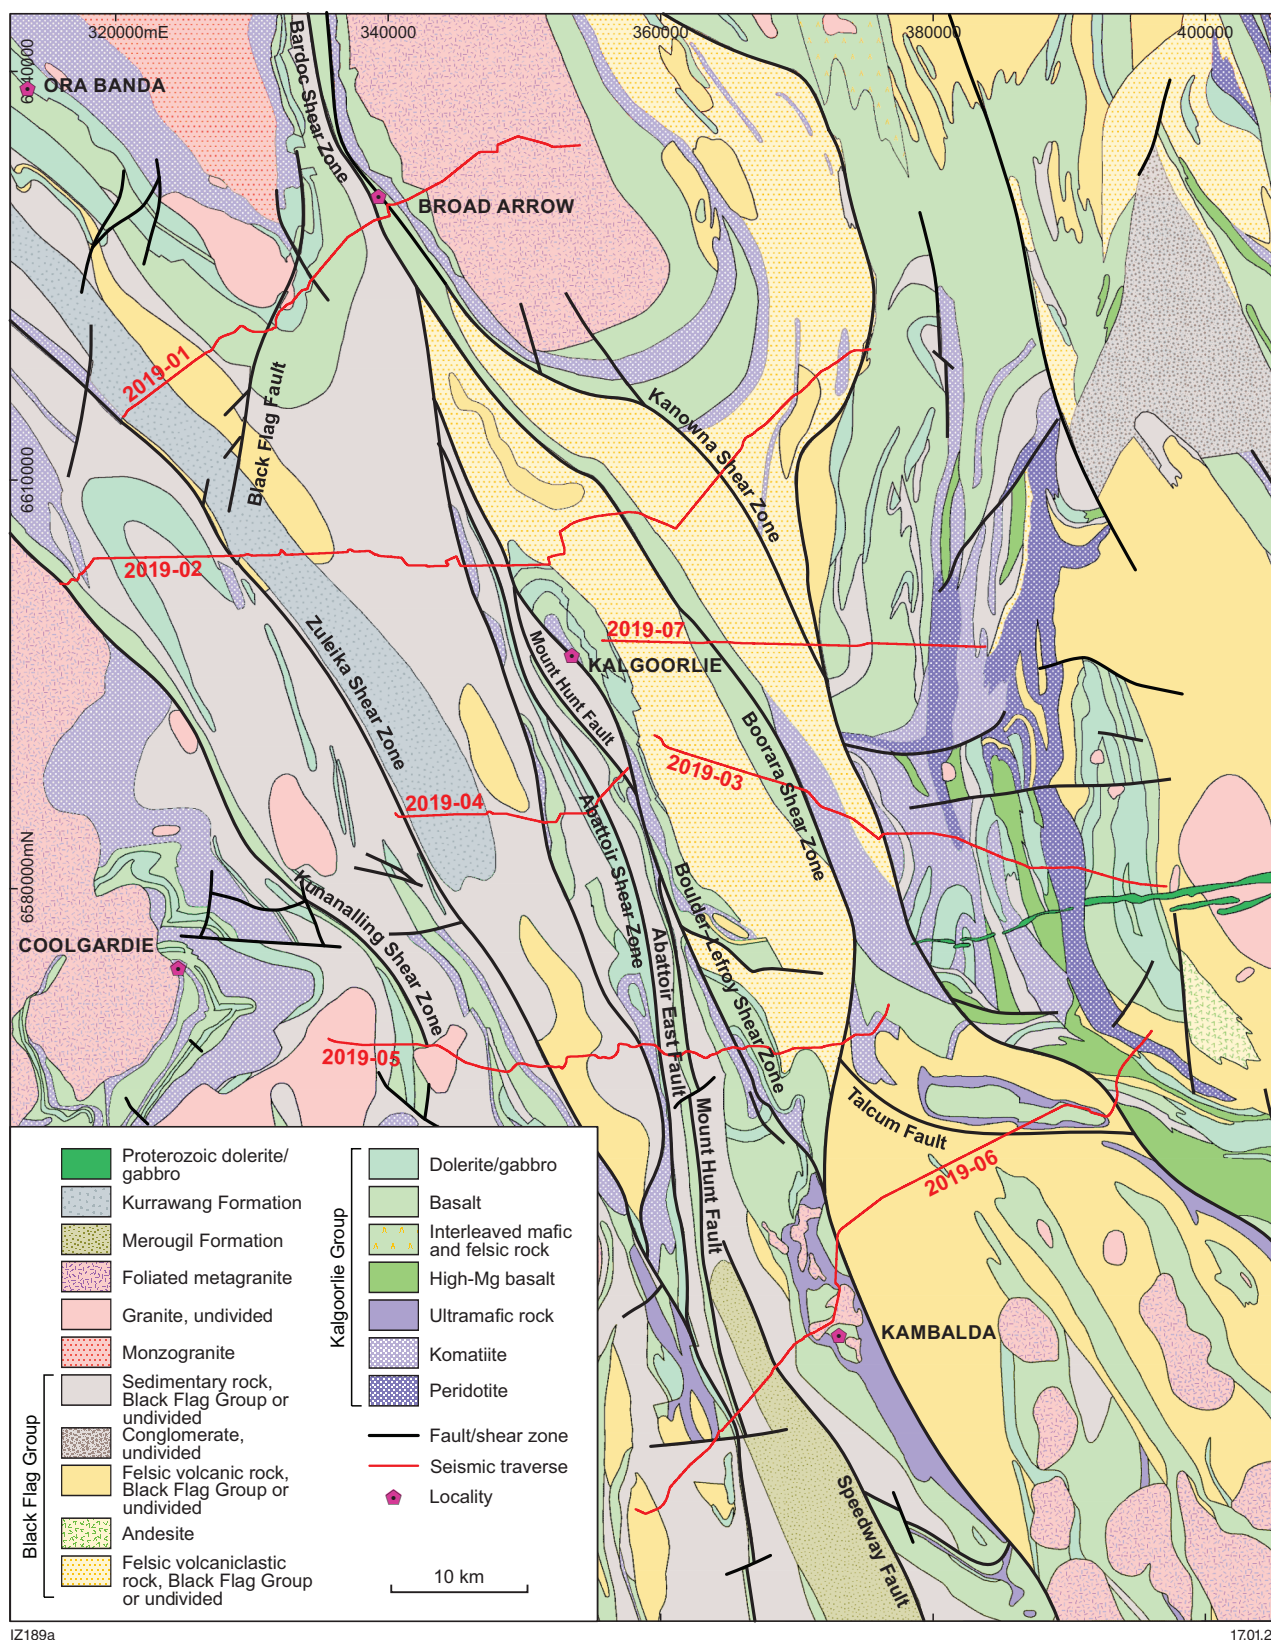 320000mE
340000
360000
380000
400000
6640000
ORA BANDA
Bardoc Shear Zone
BROAD ARROW
2019-01
Black Flag Fault
Kanowna Shear Zone
6610000
2019-02
Zuleika Shear Zone
Mount Hunt Fault
2019-07
KALGOORLIE
Boorara Shear Zone
2019-03
2019-04
Abattoir Shear Zone
6580000mN
Kunanalling Shear Zone
Boulder-Lefroy Shear Zone
COOLGARDIE
Abattoir East Fault
2019-05
Mount Hunt Fault
Talcum Fault
2019-06
KAMBALDA
Speedway Fault
Proterozoic dolerite/
gabbro
Kurrawang Formation
Merougil Formation
Foliated metagranite
Granite, undivided
Monzogranite
Black Flag Group
Sedimentary rock,
Black Flag Group or
undivided
Conglomerate,
undivided
Felsic volcanic rock,
Black Flag Group or
undivided
Andesite
Felsic volcaniclastic
rock, Black Flag Group
or undivided
Kalgoorlie Group
Dolerite/gabbro
Basalt
Interleaved mafic
and felsic rock
High-Mg basalt
Ultramafic rock
Komatiite
Peridotite
Fault/shear zone
Seismic traverse
Locality
10 km
IZ189a
17.01.2